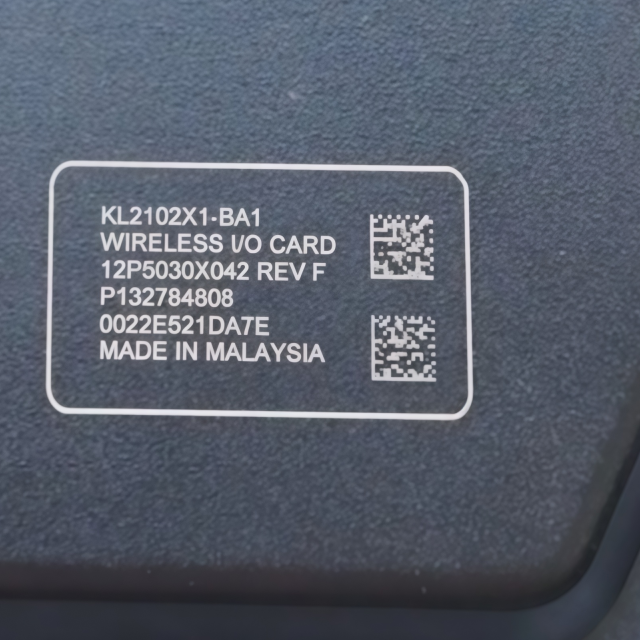 KL2102X1-BA1
WIRELESS I/O CARD
12P5030X042 REV F
P132784808
0022E521DA7E
MADE IN MALAYSIA